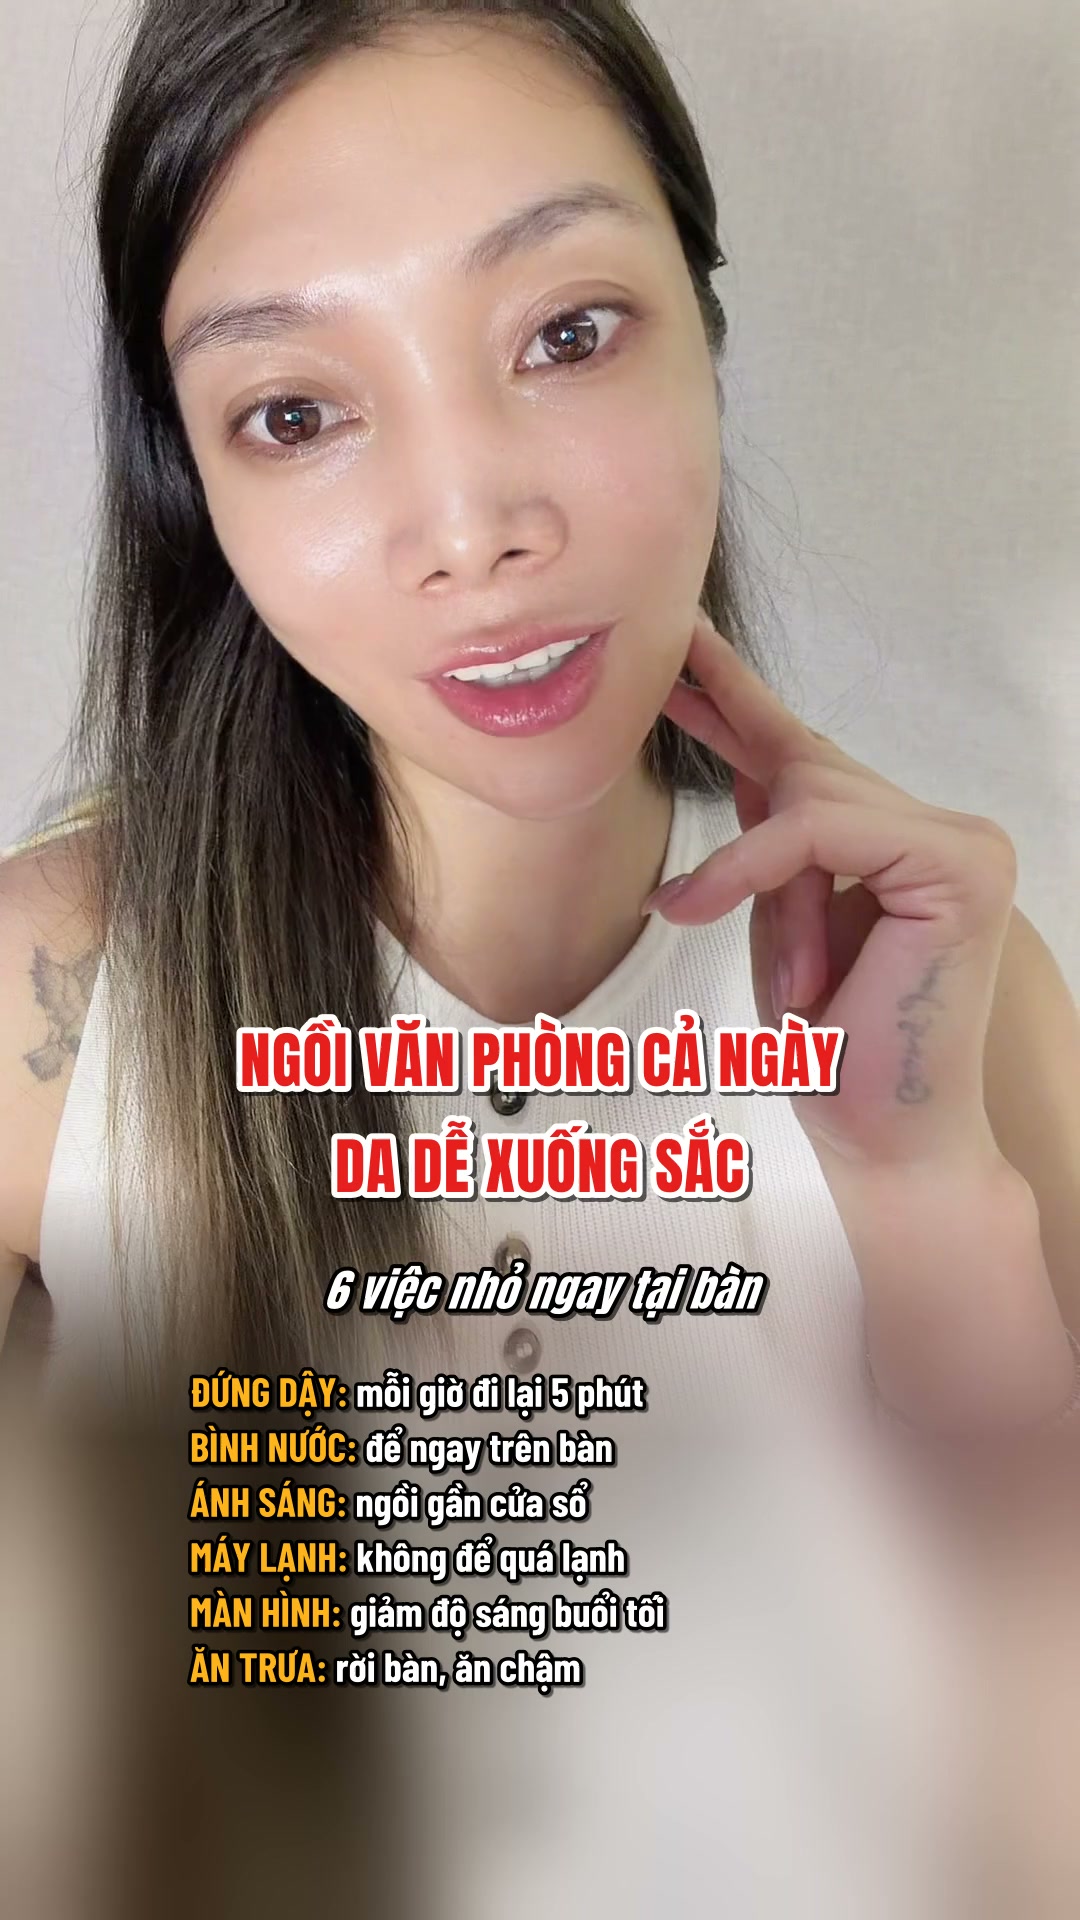 NGỒI VĂN PHÒNG CẢ NGÀY
DA DỄ XUỐNG SẮC
6 việc nhỏ ngay tại bàn
ĐỨNG DẬY: mỗi giờ đi lại 5 phút
BÌNH NƯỚC: để ngay trên bàn
ÁNH SÁNG: ngồi gần cửa sổ
MÁY LẠNH: không để quá lạnh
MÀN HÌNH: giảm độ sáng buổi tối
ĂN TRƯA: rời bàn, ăn chậm